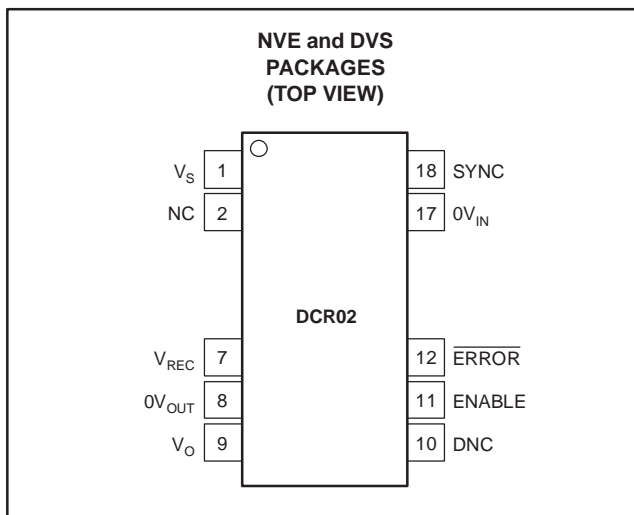 NVE and DVS
PACKAGES
(TOP VIEW)
V_S 1 18 SYNC
NC 2 17 0V_IN
DCR02
V_REC 7 12 ERROR
0V_OUT 8 11 ENABLE
V_O 9 10 DNC